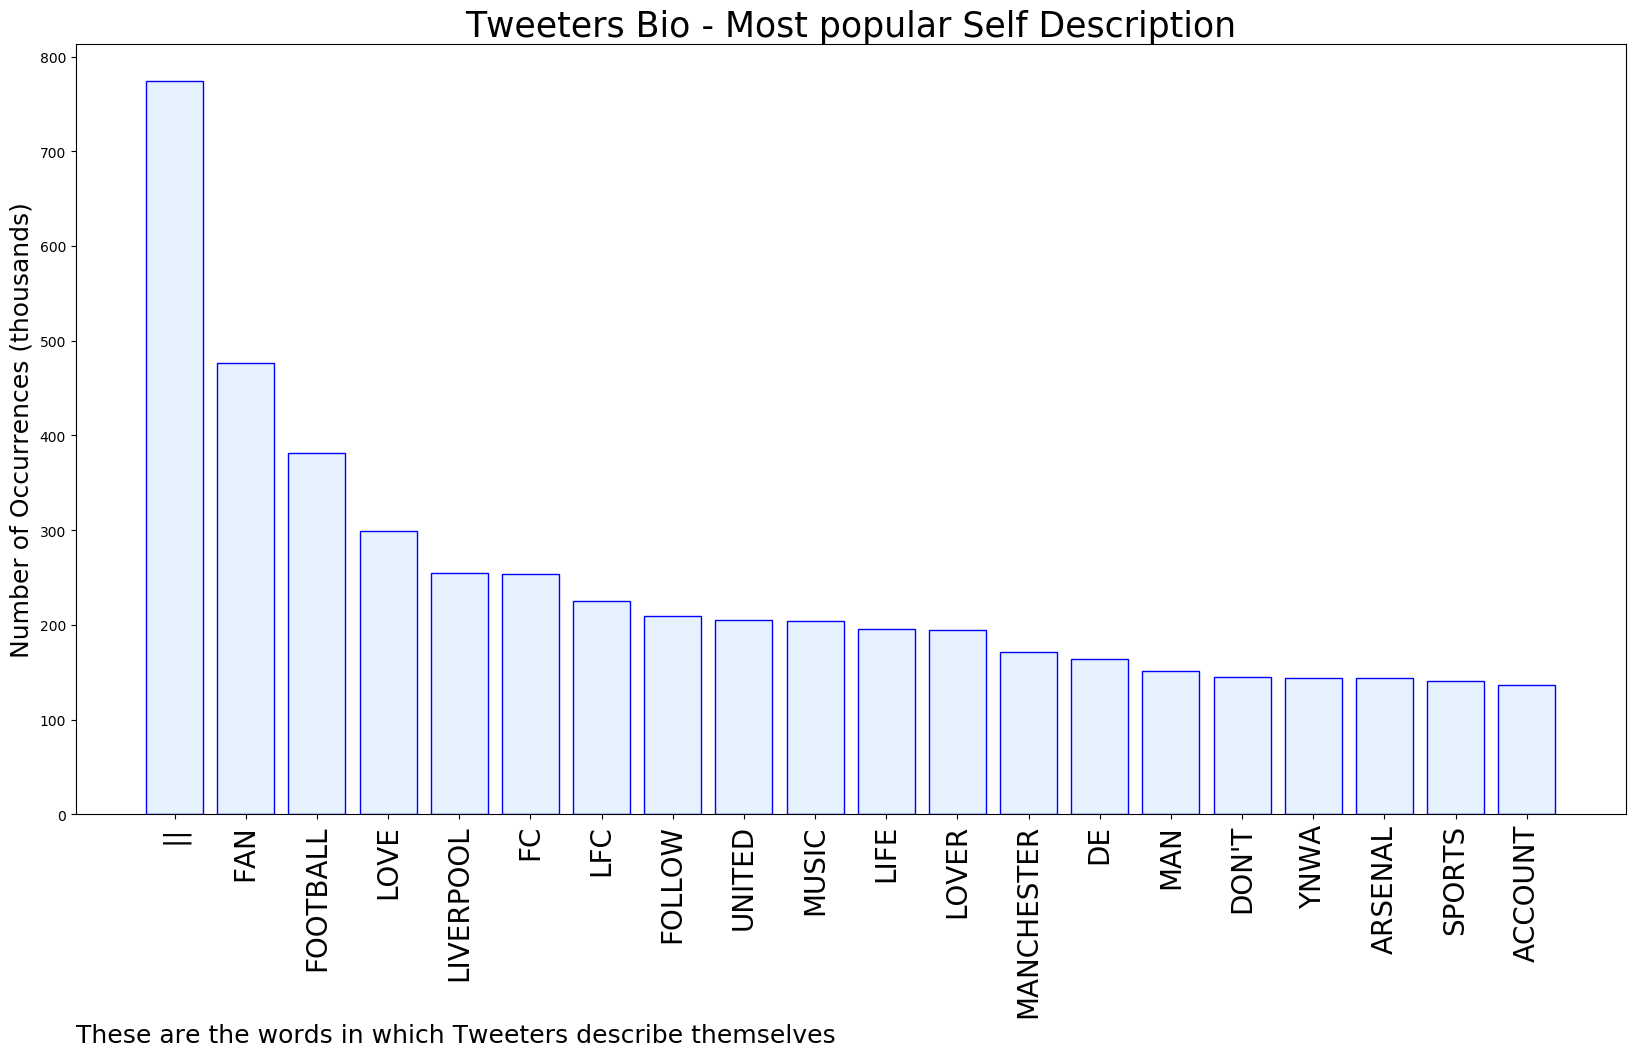 Tweeters Bio - Most popular Self Description
Number of Occurrences (thousands)
800
700
600
500
400
300
200
100
0
||
FAN
FOOTBALL
LOVE
LIVERPOOL
FC
LFC
FOLLOW
UNITED
MUSIC
LIFE
LOVER
MANCHESTER
DE
MAN
DON'T
YNWA
ARSENAL
SPORTS
ACCOUNT
These are the words in which Tweeters describe themselves